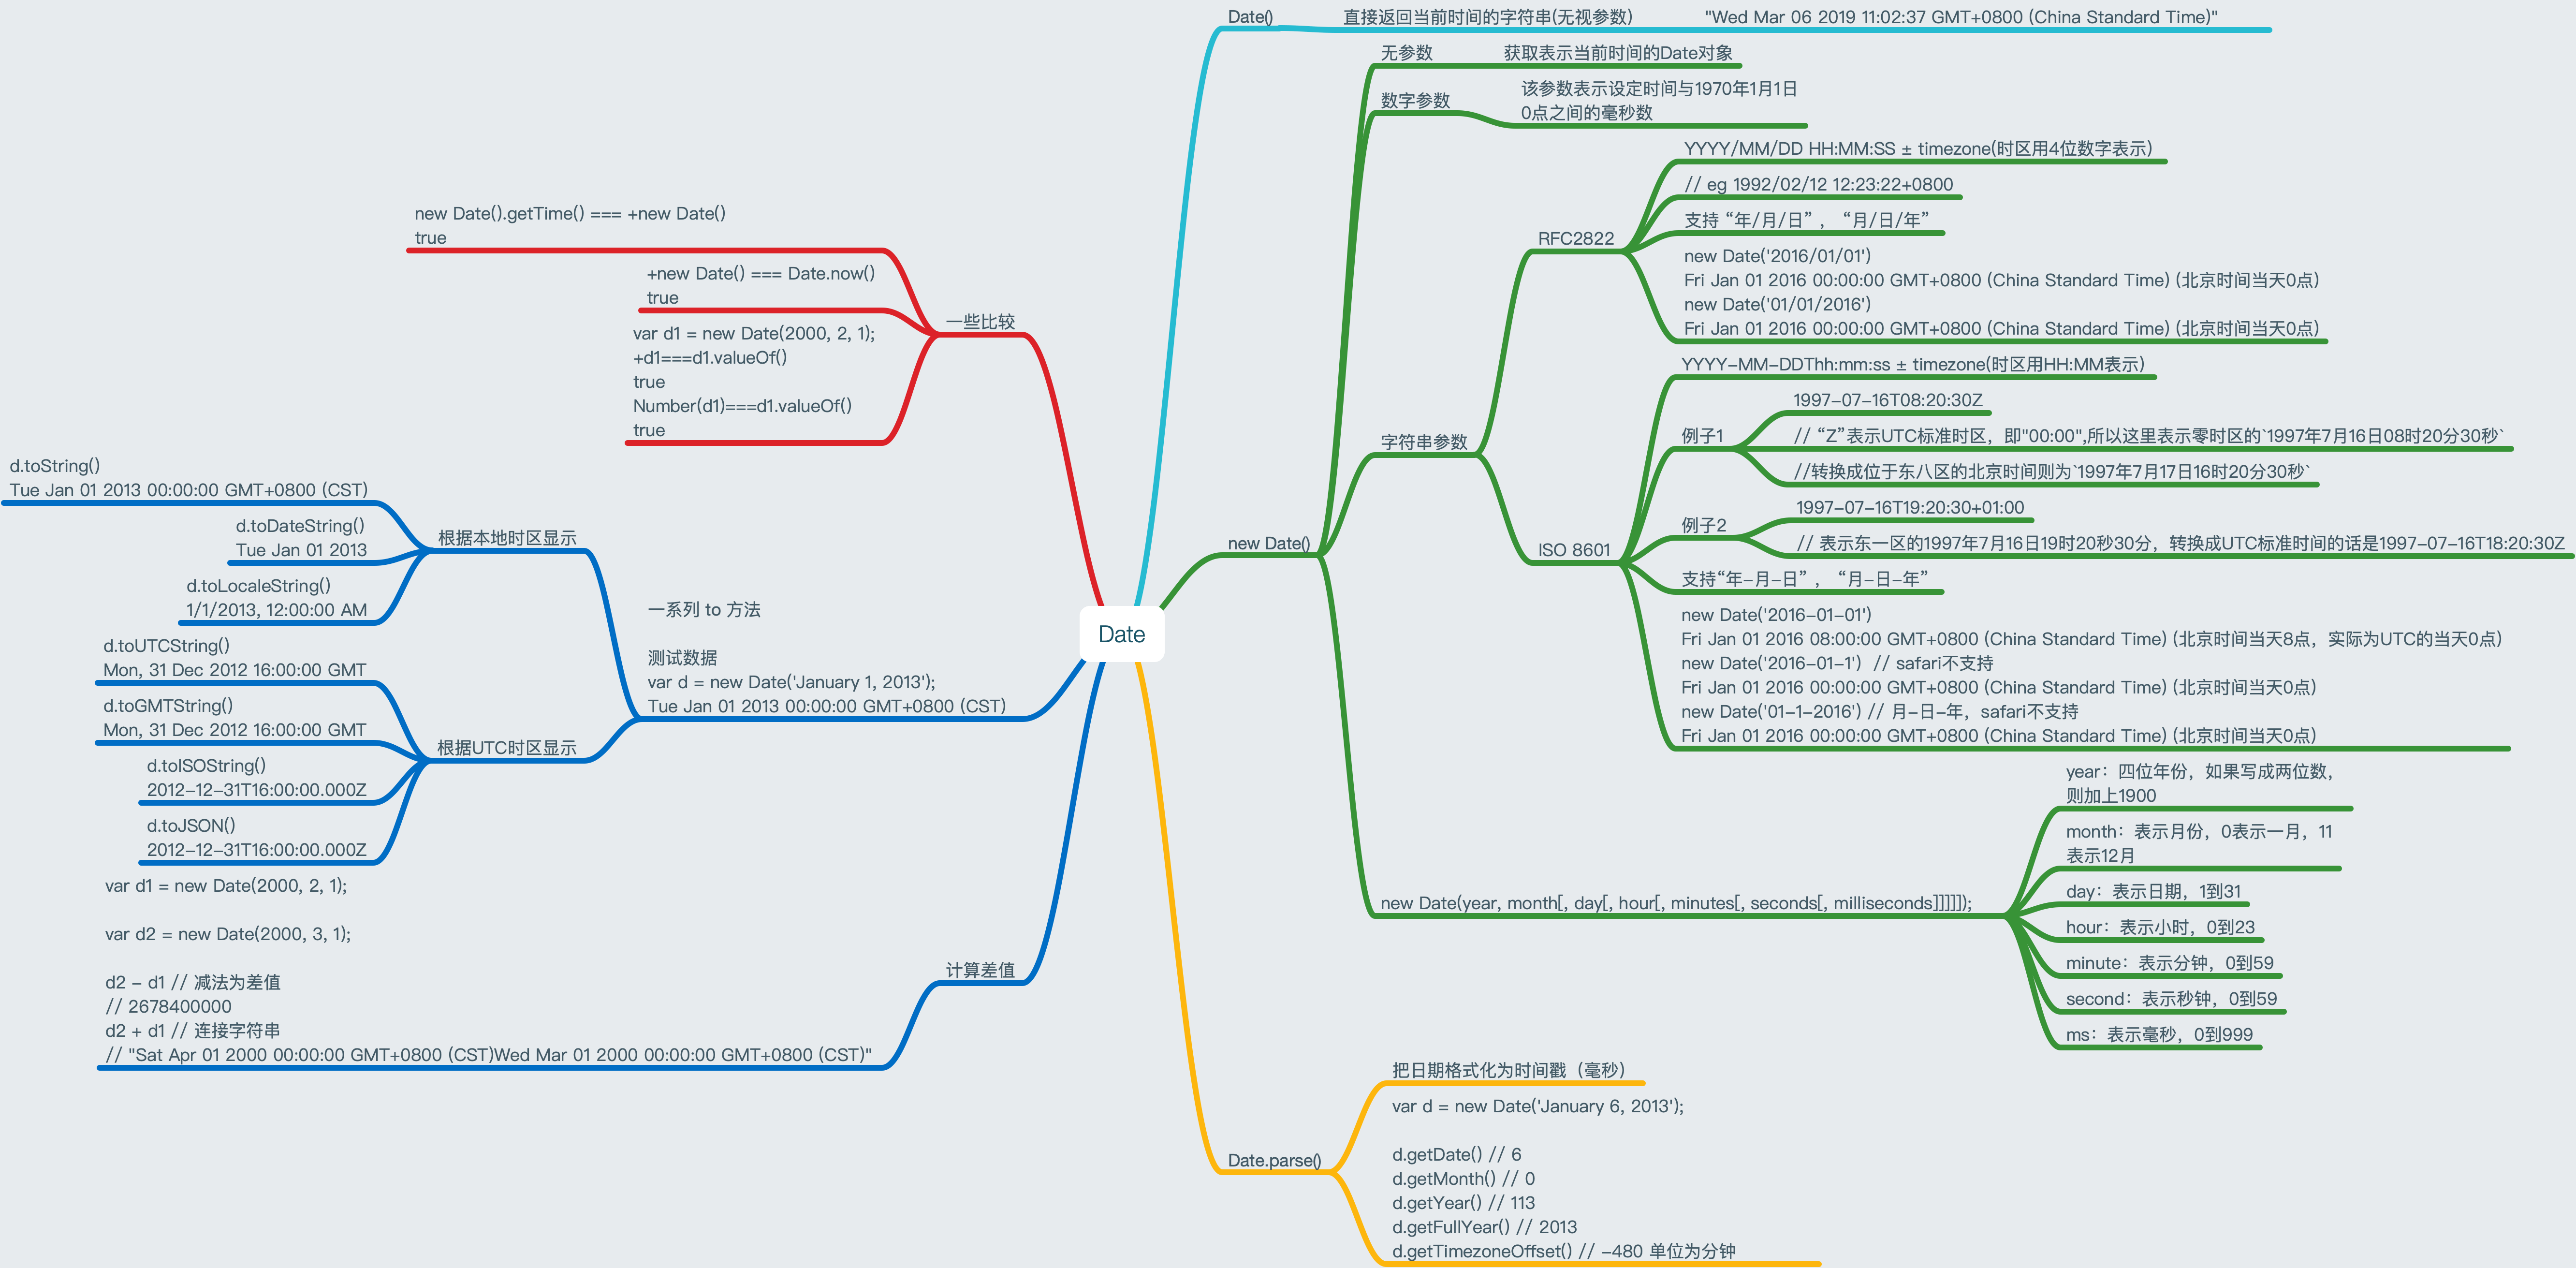 Date
Date()
直接返回当前时间的字符串(无视参数)
"Wed Mar 06 2019 11:02:37 GMT+0800 (China Standard Time)"
new Date()
无参数
获取表示当前时间的Date对象
数字参数
该参数表示设定时间与1970年1月1日
0点之间的毫秒数
字符串参数
RFC2822
YYYY/MM/DD HH:MM:SS ± timezone(时区用4位数字表示)
// eg 1992/02/12 12:23:22+0800
支持 “年/月/日” ， “月/日/年”
new Date('2016/01/01')
Fri Jan 01 2016 00:00:00 GMT+0800 (China Standard Time) (北京时间当天0点)
new Date('01/01/2016')
Fri Jan 01 2016 00:00:00 GMT+0800 (China Standard Time) (北京时间当天0点)
ISO 8601
YYYY-MM-DDThh:mm:ss ± timezone(时区用HH:MM表示)
例子1
1997-07-16T08:20:30Z
// “Z”表示UTC标准时区，即"00:00",所以这里表示零时区的`1997年7月16日08时20分30秒`
//转换成位于东八区的北京时间则为`1997年7月17日16时20分30秒`
例子2
1997-07-16T19:20:30+01:00
// 表示东一区的1997年7月16日19时20秒30分，转换成UTC标准时间的话是1997-07-16T18:20:30Z
支持“年-月-日” ， “月-日-年”
new Date('2016-01-01')
Fri Jan 01 2016 08:00:00 GMT+0800 (China Standard Time) (北京时间当天8点，实际为UTC的当天0点)
new Date('2016-01-1') // safari不支持
Fri Jan 01 2016 00:00:00 GMT+0800 (China Standard Time) (北京时间当天0点)
new Date('01-1-2016') // 月-日-年，safari不支持
Fri Jan 01 2016 00:00:00 GMT+0800 (China Standard Time) (北京时间当天0点)
new Date(year, month[, day[, hour[, minutes[, seconds[, milliseconds]]]]]);
year：四位年份，如果写成两位数，
则加上1900
month：表示月份，0表示一月，11
表示12月
day：表示日期，1到31
hour：表示小时，0到23
minute：表示分钟，0到59
second：表示秒钟，0到59
ms：表示毫秒，0到999
Date.parse()
把日期格式化为时间戳（毫秒）
var d = new Date('January 6, 2013');
d.getDate() // 6
d.getMonth() // 0
d.getYear() // 113
d.getFullYear() // 2013
d.getTimezoneOffset() // -480 单位为分钟
一些比较
new Date().getTime() === +new Date()
true
+new Date() === Date.now()
true
var d1 = new Date(2000, 2, 1);
+d1===d1.valueOf()
true
Number(d1)===d1.valueOf()
true
一系列 to 方法
测试数据
var d = new Date('January 1, 2013');
Tue Jan 01 2013 00:00:00 GMT+0800 (CST)
根据本地时区显示
d.toString()
Tue Jan 01 2013 00:00:00 GMT+0800 (CST)
d.toDateString()
Tue Jan 01 2013
d.toLocaleString()
1/1/2013, 12:00:00 AM
根据UTC时区显示
d.toUTCString()
Mon, 31 Dec 2012 16:00:00 GMT
d.toGMTString()
Mon, 31 Dec 2012 16:00:00 GMT
d.toISOString()
2012-12-31T16:00:00.000Z
d.toJSON()
2012-12-31T16:00:00.000Z
计算差值
var d1 = new Date(2000, 2, 1);
var d2 = new Date(2000, 3, 1);
d2 - d1 // 减法为差值
// 2678400000
d2 + d1 // 连接字符串
// "Sat Apr 01 2000 00:00:00 GMT+0800 (CST)Wed Mar 01 2000 00:00:00 GMT+0800 (CST)"